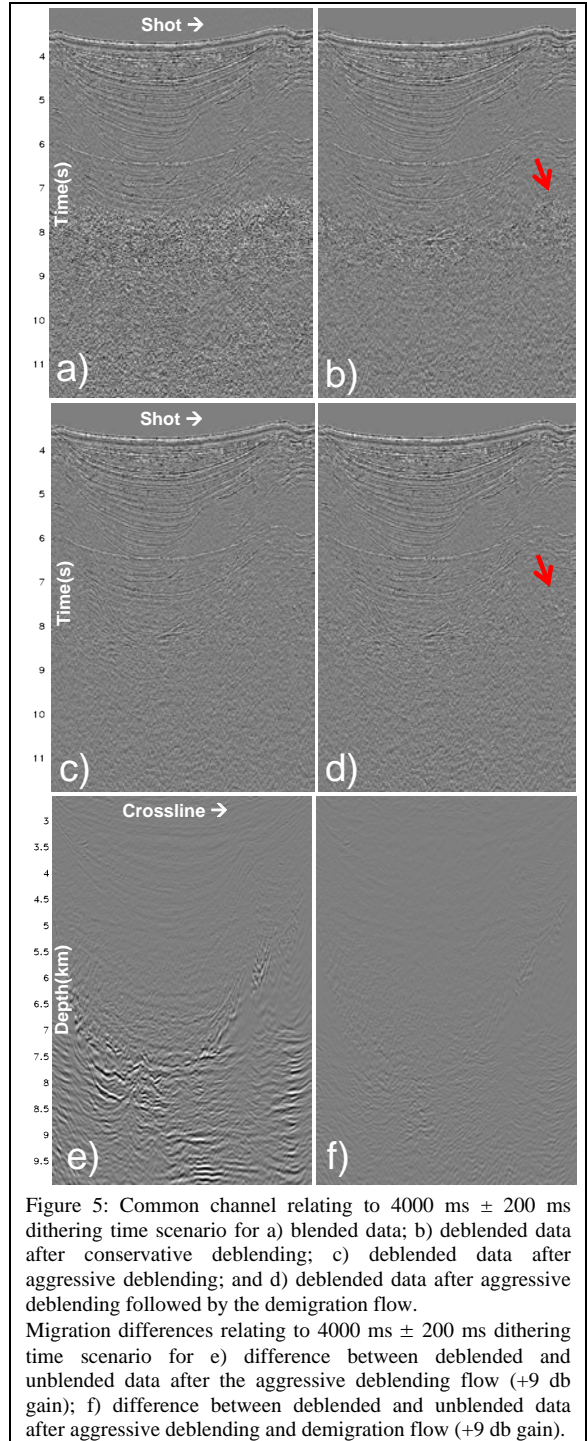 Shot →
4
5
6
Time(s)
7
8
9
10
11
a)
b)
Shot →
4
5
6
Time(s)
7
8
9
10
11
c)
d)
Crossline →
3
3.5
4
4.5
5
5.5
Depth(km)
6
6.5
7
7.5
8
8.5
9
9.5
e)
f)
Figure 5: Common channel relating to 4000 ms ± 200 ms
dithering time scenario for a) blended data; b) deblended data
after conservative deblending; c) deblended data after
aggressive deblending; and d) deblended data after aggressive
deblending followed by the demigration flow.
Migration differences relating to 4000 ms ± 200 ms dithering
time scenario for e) difference between deblended and
unblended data after the aggressive deblending flow (+9 db
gain); f) difference between deblended and unblended data
after aggressive deblending and demigration flow (+9 db gain).